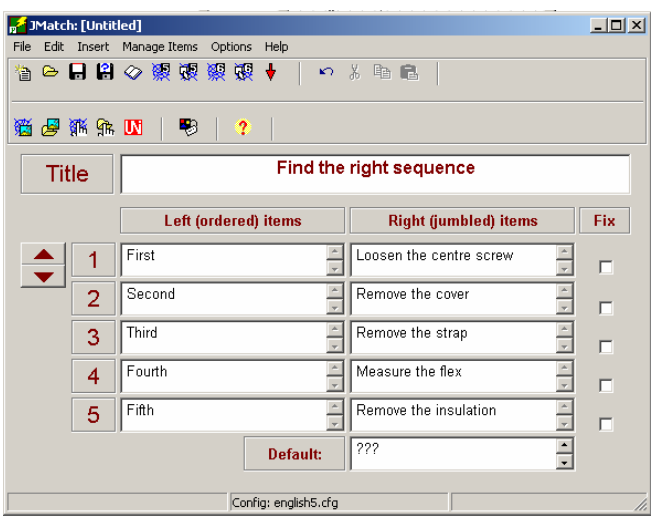 JMatch: [Untitled]
File Edit Insert Manage Items Options Help
Title
Find the right sequence
Left (ordered) items Right (jumbled) items Fix
1 First Loosen the centre screw
2 Second Remove the cover
3 Third Remove the strap
4 Fourth Measure the flex
5 Fifth Remove the insulation
Default: ???
Config: english5.cfg